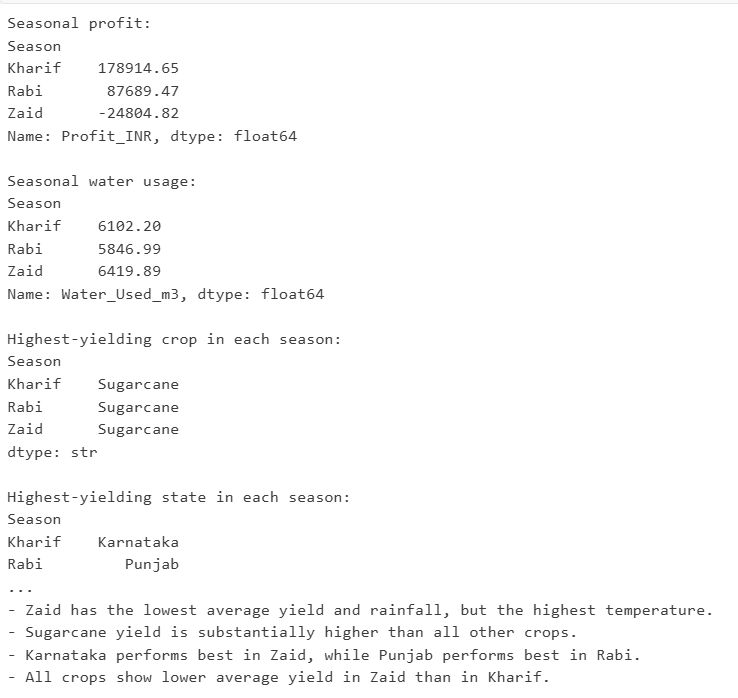 Seasonal profit:
Season
Kharif    178914.65
Rabi       87689.47
Zaid      -24804.82
Name: Profit_INR, dtype: float64

Seasonal water usage:
Season
Kharif    6102.20
Rabi      5846.99
Zaid      6419.89
Name: Water_Used_m3, dtype: float64

Highest-yielding crop in each season:
Season
Kharif    Sugarcane
Rabi      Sugarcane
Zaid      Sugarcane
dtype: str

Highest-yielding state in each season:
Season
Kharif    Karnataka
Rabi         Punjab
...
- Zaid has the lowest average yield and rainfall, but the highest temperature.
- Sugarcane yield is substantially higher than all other crops.
- Karnataka performs best in Zaid, while Punjab performs best in Rabi.
- All crops show lower average yield in Zaid than in Kharif.